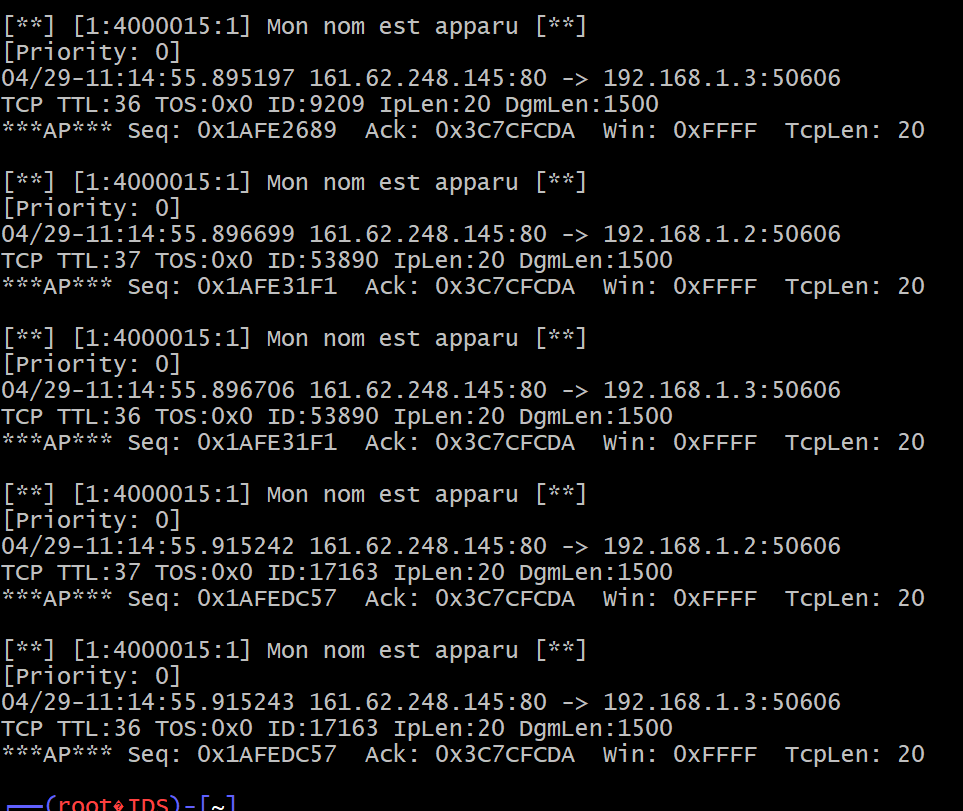 [**] [1:4000015:1] Mon nom est apparu [**]
[Priority: 0]
04/29-11:14:55.895197 161.62.248.145:80 -> 192.168.1.3:50606
TCP TTL:36 TOS:0x0 ID:9209 IpLen:20 DgmLen:1500
***AP*** Seq: 0x1AFE2689  Ack: 0x3C7CFCDA  Win: 0xFFFF  TcpLen: 20
[**] [1:4000015:1] Mon nom est apparu [**]
[Priority: 0]
04/29-11:14:55.896699 161.62.248.145:80 -> 192.168.1.2:50606
TCP TTL:37 TOS:0x0 ID:53890 IpLen:20 DgmLen:1500
***AP*** Seq: 0x1AFE31F1  Ack: 0x3C7CFCDA  Win: 0xFFFF  TcpLen: 20
[**] [1:4000015:1] Mon nom est apparu [**]
[Priority: 0]
04/29-11:14:55.896706 161.62.248.145:80 -> 192.168.1.3:50606
TCP TTL:36 TOS:0x0 ID:53890 IpLen:20 DgmLen:1500
***AP*** Seq: 0x1AFE31F1  Ack: 0x3C7CFCDA  Win: 0xFFFF  TcpLen: 20
[**] [1:4000015:1] Mon nom est apparu [**]
[Priority: 0]
04/29-11:14:55.915242 161.62.248.145:80 -> 192.168.1.2:50606
TCP TTL:37 TOS:0x0 ID:17163 IpLen:20 DgmLen:1500
***AP*** Seq: 0x1AFEDC57  Ack: 0x3C7CFCDA  Win: 0xFFFF  TcpLen: 20
[**] [1:4000015:1] Mon nom est apparu [**]
[Priority: 0]
04/29-11:14:55.915243 161.62.248.145:80 -> 192.168.1.3:50606
TCP TTL:36 TOS:0x0 ID:17163 IpLen:20 DgmLen:1500
***AP*** Seq: 0x1AFEDC57  Ack: 0x3C7CFCDA  Win: 0xFFFF  TcpLen: 20
┌──(root�IDS)-[~]